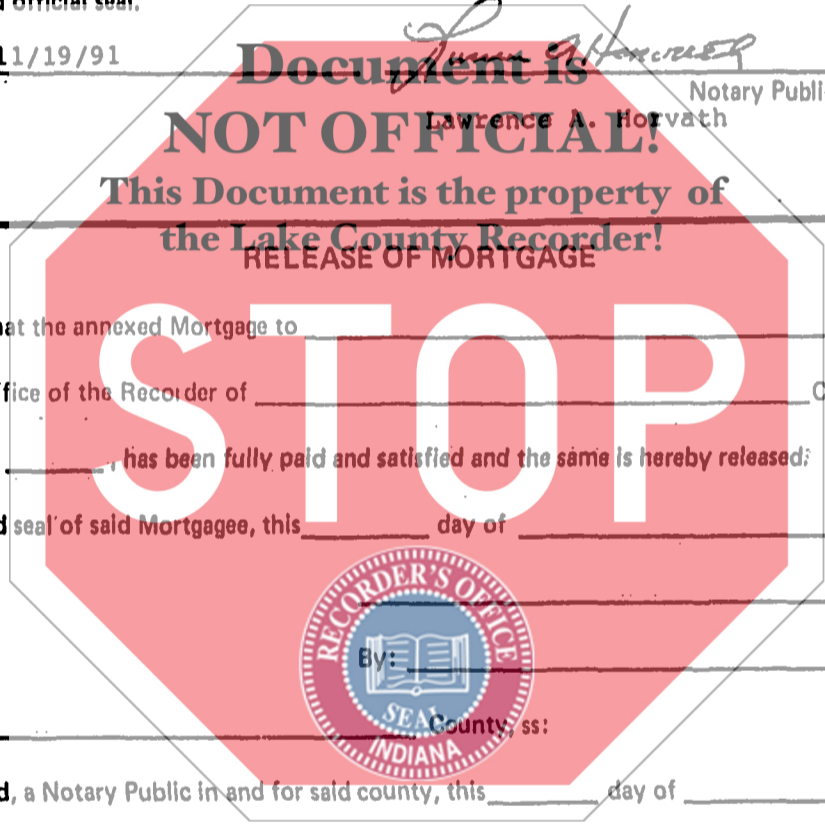 d official seal.
11/19/91
Document is
Notary Publi
Lawrence A. Horvath
NOT OFFICIAL!
This Document is the property of
the Lake County Recorder!
RELEASE OF MORTGAGE
at the annexed Mortgage to
fice of the Recorder of C
STOP
, has been fully paid and satisfied and the same is hereby released.
d seal of said Mortgagee, this day of
RECORDER'S OFFICE
By:
SEAL
INDIANA
County, ss:
d, a Notary Public in and for said county, this day of